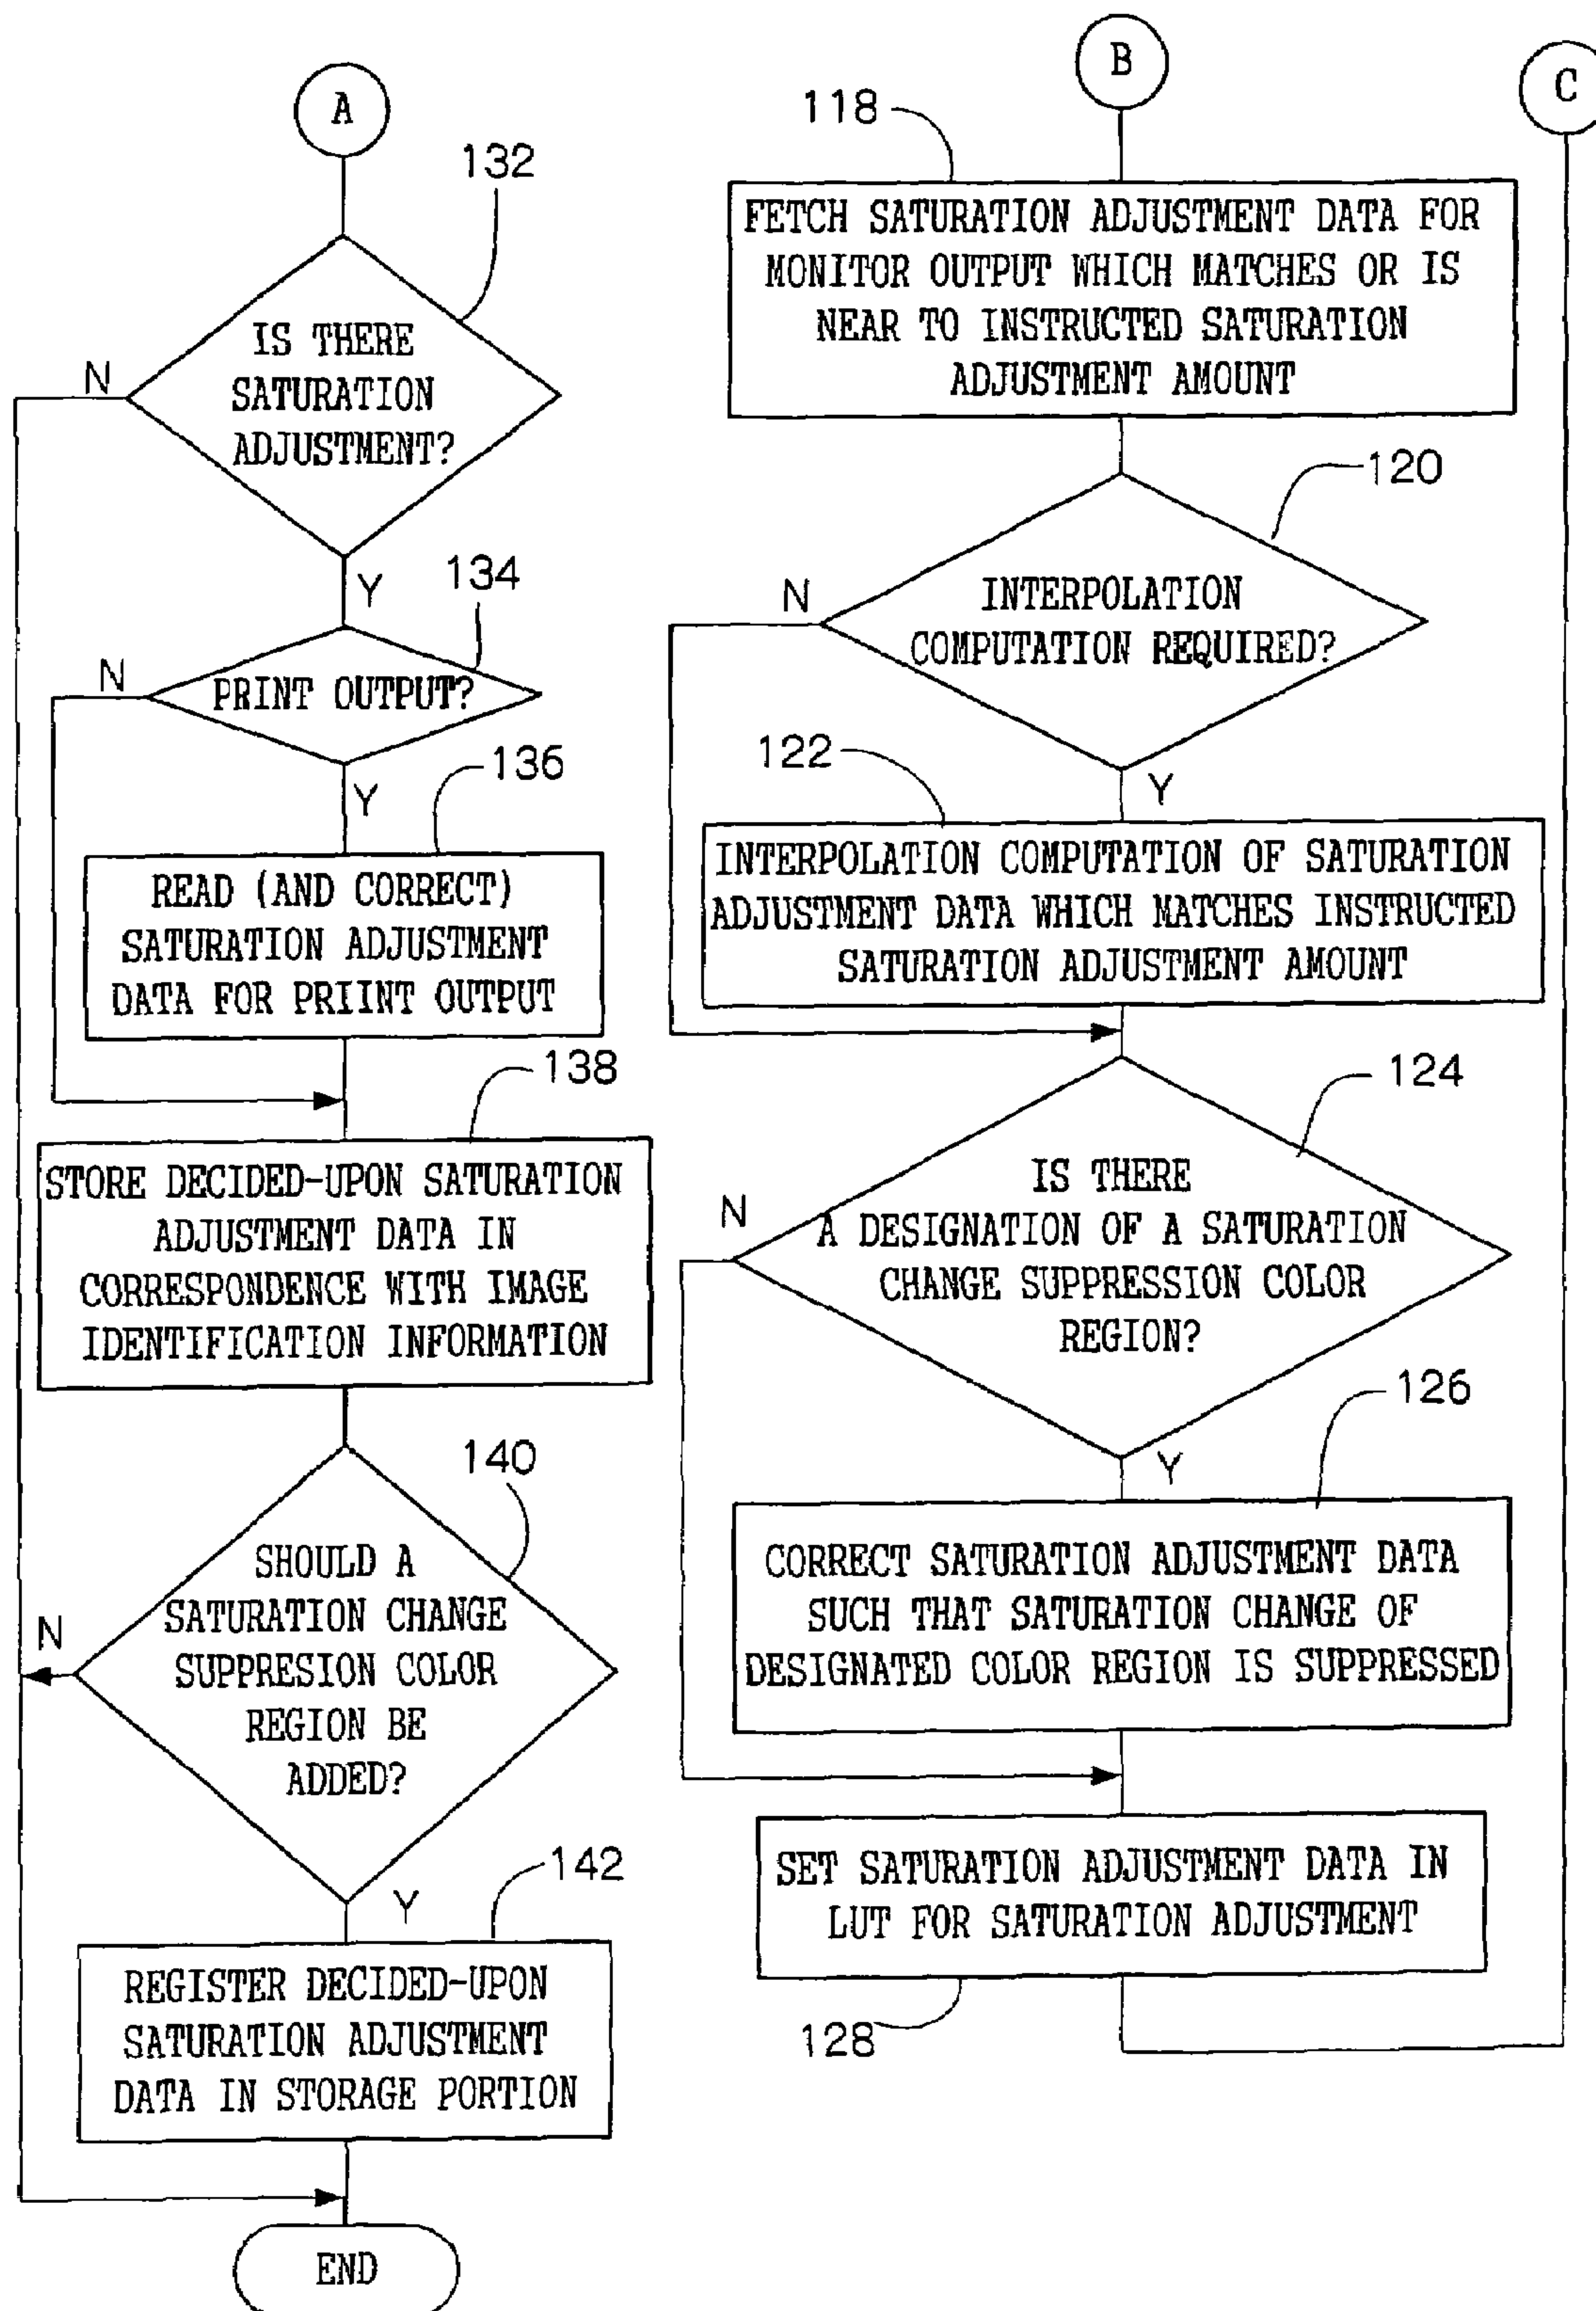 A
132
IS THERE
SATURATION
ADJUSTMENT?
N
Y
134
PRINT OUTPUT?
N
Y
136
READ (AND CORRECT)
SATURATION ADJUSTMENT
DATA FOR PRIINT OUTPUT
138
STORE DECIDED-UPON SATURATION
ADJUSTMENT DATA IN
CORRESPONDENCE WITH IMAGE
IDENTIFICATION INFORMATION
140
SHOULD A
SATURATION CHANGE
SUPPRESION COLOR
REGION BE
ADDED?
N
Y
142
REGISTER DECIDED-UPON
SATURATION ADJUSTMENT
DATA IN STORAGE PORTION
END
B
118
FETCH SATURATION ADJUSTMENT DATA FOR
MONITOR OUTPUT WHICH MATCHES OR IS
NEAR TO INSTRUCTED SATURATION
ADJUSTMENT AMOUNT
120
INTERPOLATION
COMPUTATION REQUIRED?
N
Y
122
INTERPOLATION COMPUTATION OF SATURATION
ADJUSTMENT DATA WHICH MATCHES INSTRUCTED
SATURATION ADJUSTMENT AMOUNT
124
IS THERE
A DESIGNATION OF A SATURATION
CHANGE SUPPRESSION COLOR
REGION?
N
Y
126
CORRECT SATURATION ADJUSTMENT DATA
SUCH THAT SATURATION CHANGE OF
DESIGNATED COLOR REGION IS SUPPRESSED
SET SATURATION ADJUSTMENT DATA IN
LUT FOR SATURATION ADJUSTMENT
128
C